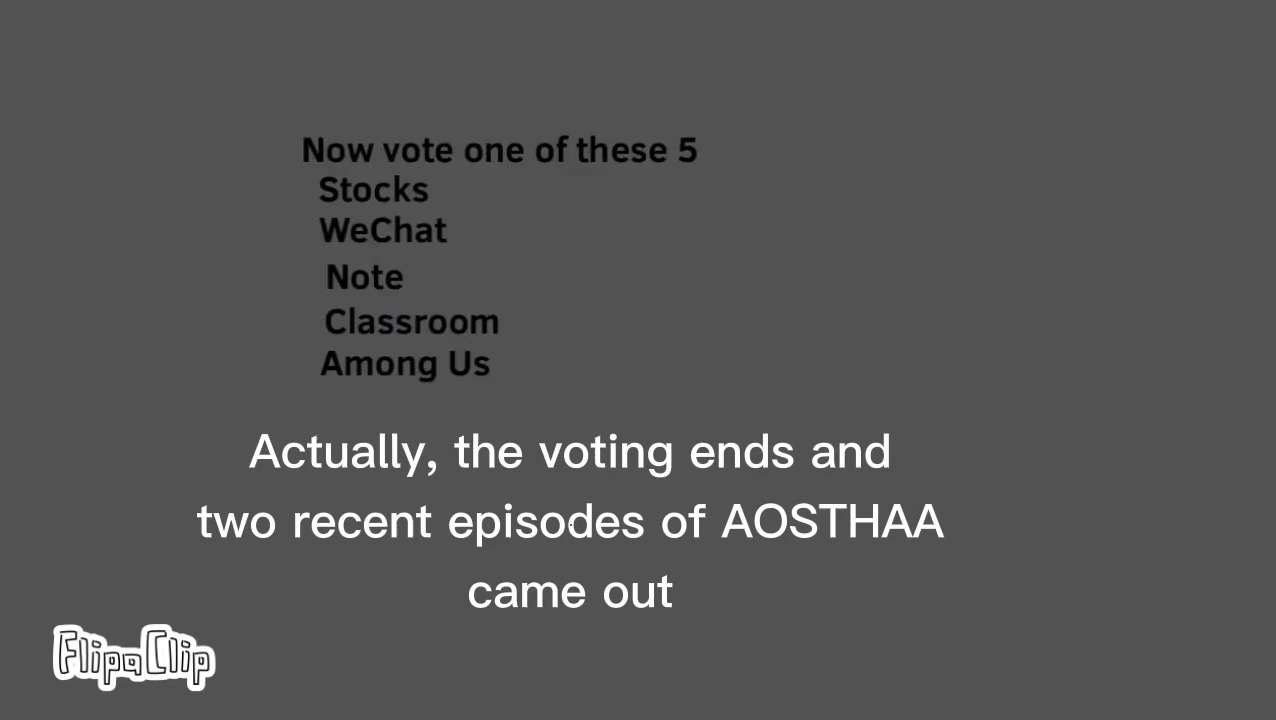 Now vote one of these 5
Stocks
WeChat
Note
Classroom
Among Us
Actually, the voting ends and
two recent episodes of AOSTHAA
came out
FlipaClip